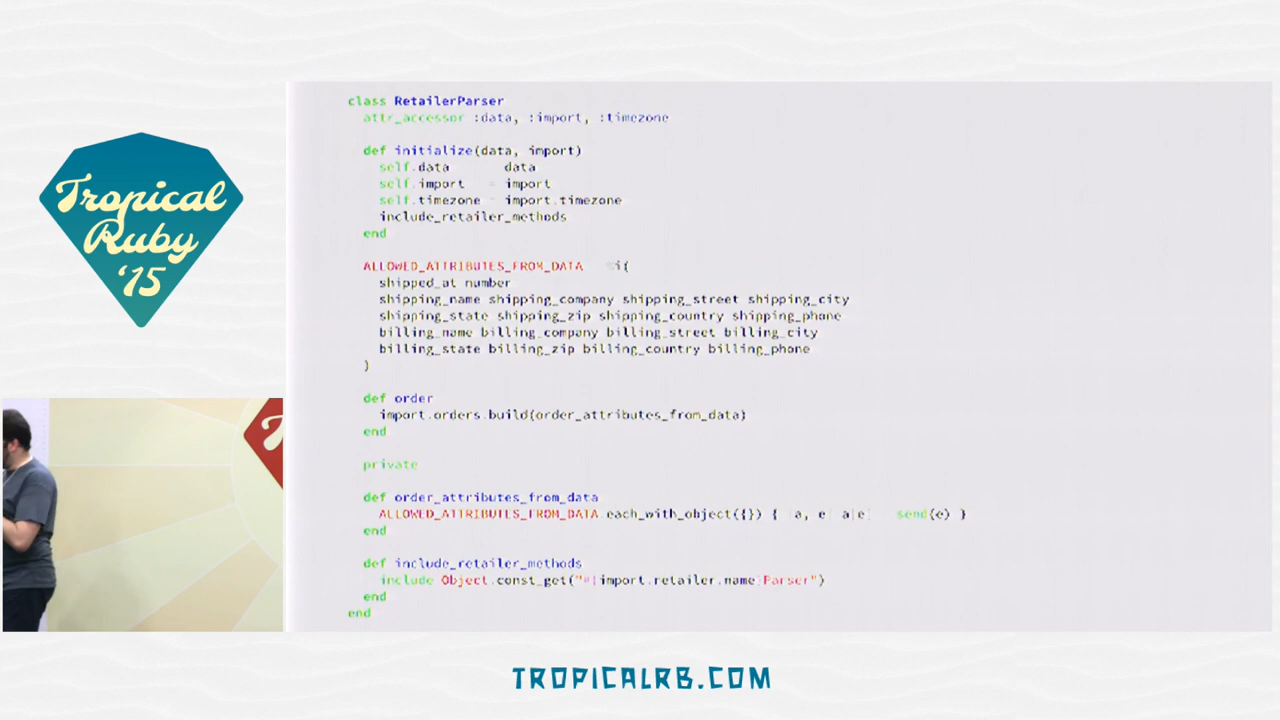 Tropical
Ruby
'15
class RetailerParser
attr_accessor :data, :import, :timezone
def initialize(data, import)
self.data data
self.import = import
self.timezone = import.timezone
include_retailer_methods
end
ALLOWED_ATTRIBUTES_FROM_DATA i(
shipped_at number
shipping_name shipping_company shipping_street shipping_city
shipping_state shipping_zip shipping_country shipping_phone
billing_name billing_company billing_street billing_city
billing_state billing_zip billing_country billing_phone
)
def order
import.orders.build(order_attributes_from_data)
end
private
def order_attributes_from_data
ALLOWED_ATTRIBUTES_FROM_DATA.each_with_object({}) { |a, e| a[e] send(e) }
end
def include_retailer_methods
include Object.const_get("#{import.retailer.name}Parser")
end
end
TROPICALRB.COM